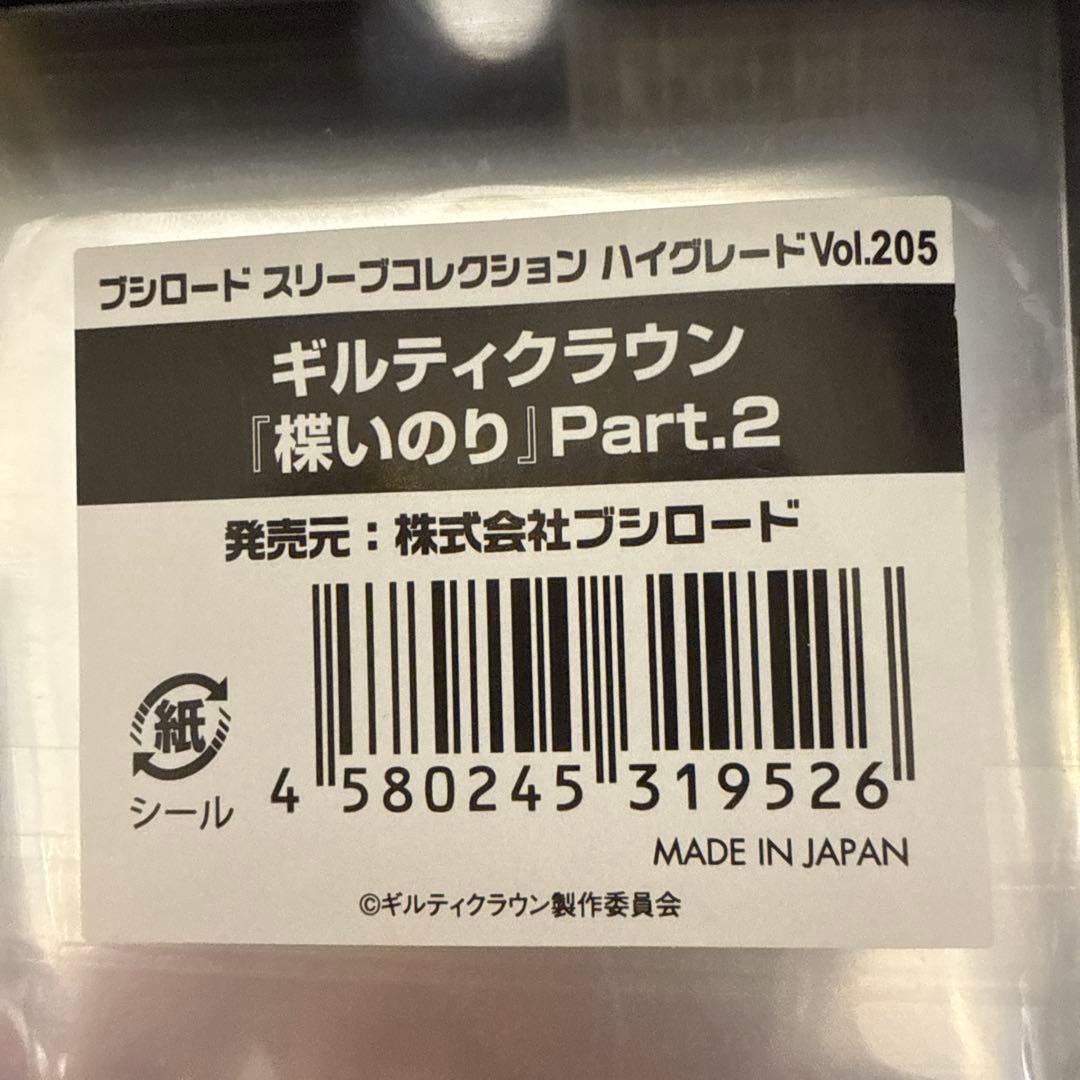 ブシロード スリーブコレクション ハイグレードVol.205
ギルティクラウン
『楪いのり』Part.2
発売元：株式会社ブシロード
紙
シール
4 580245 319526
MADE IN JAPAN
©ギルティクラウン製作委員会